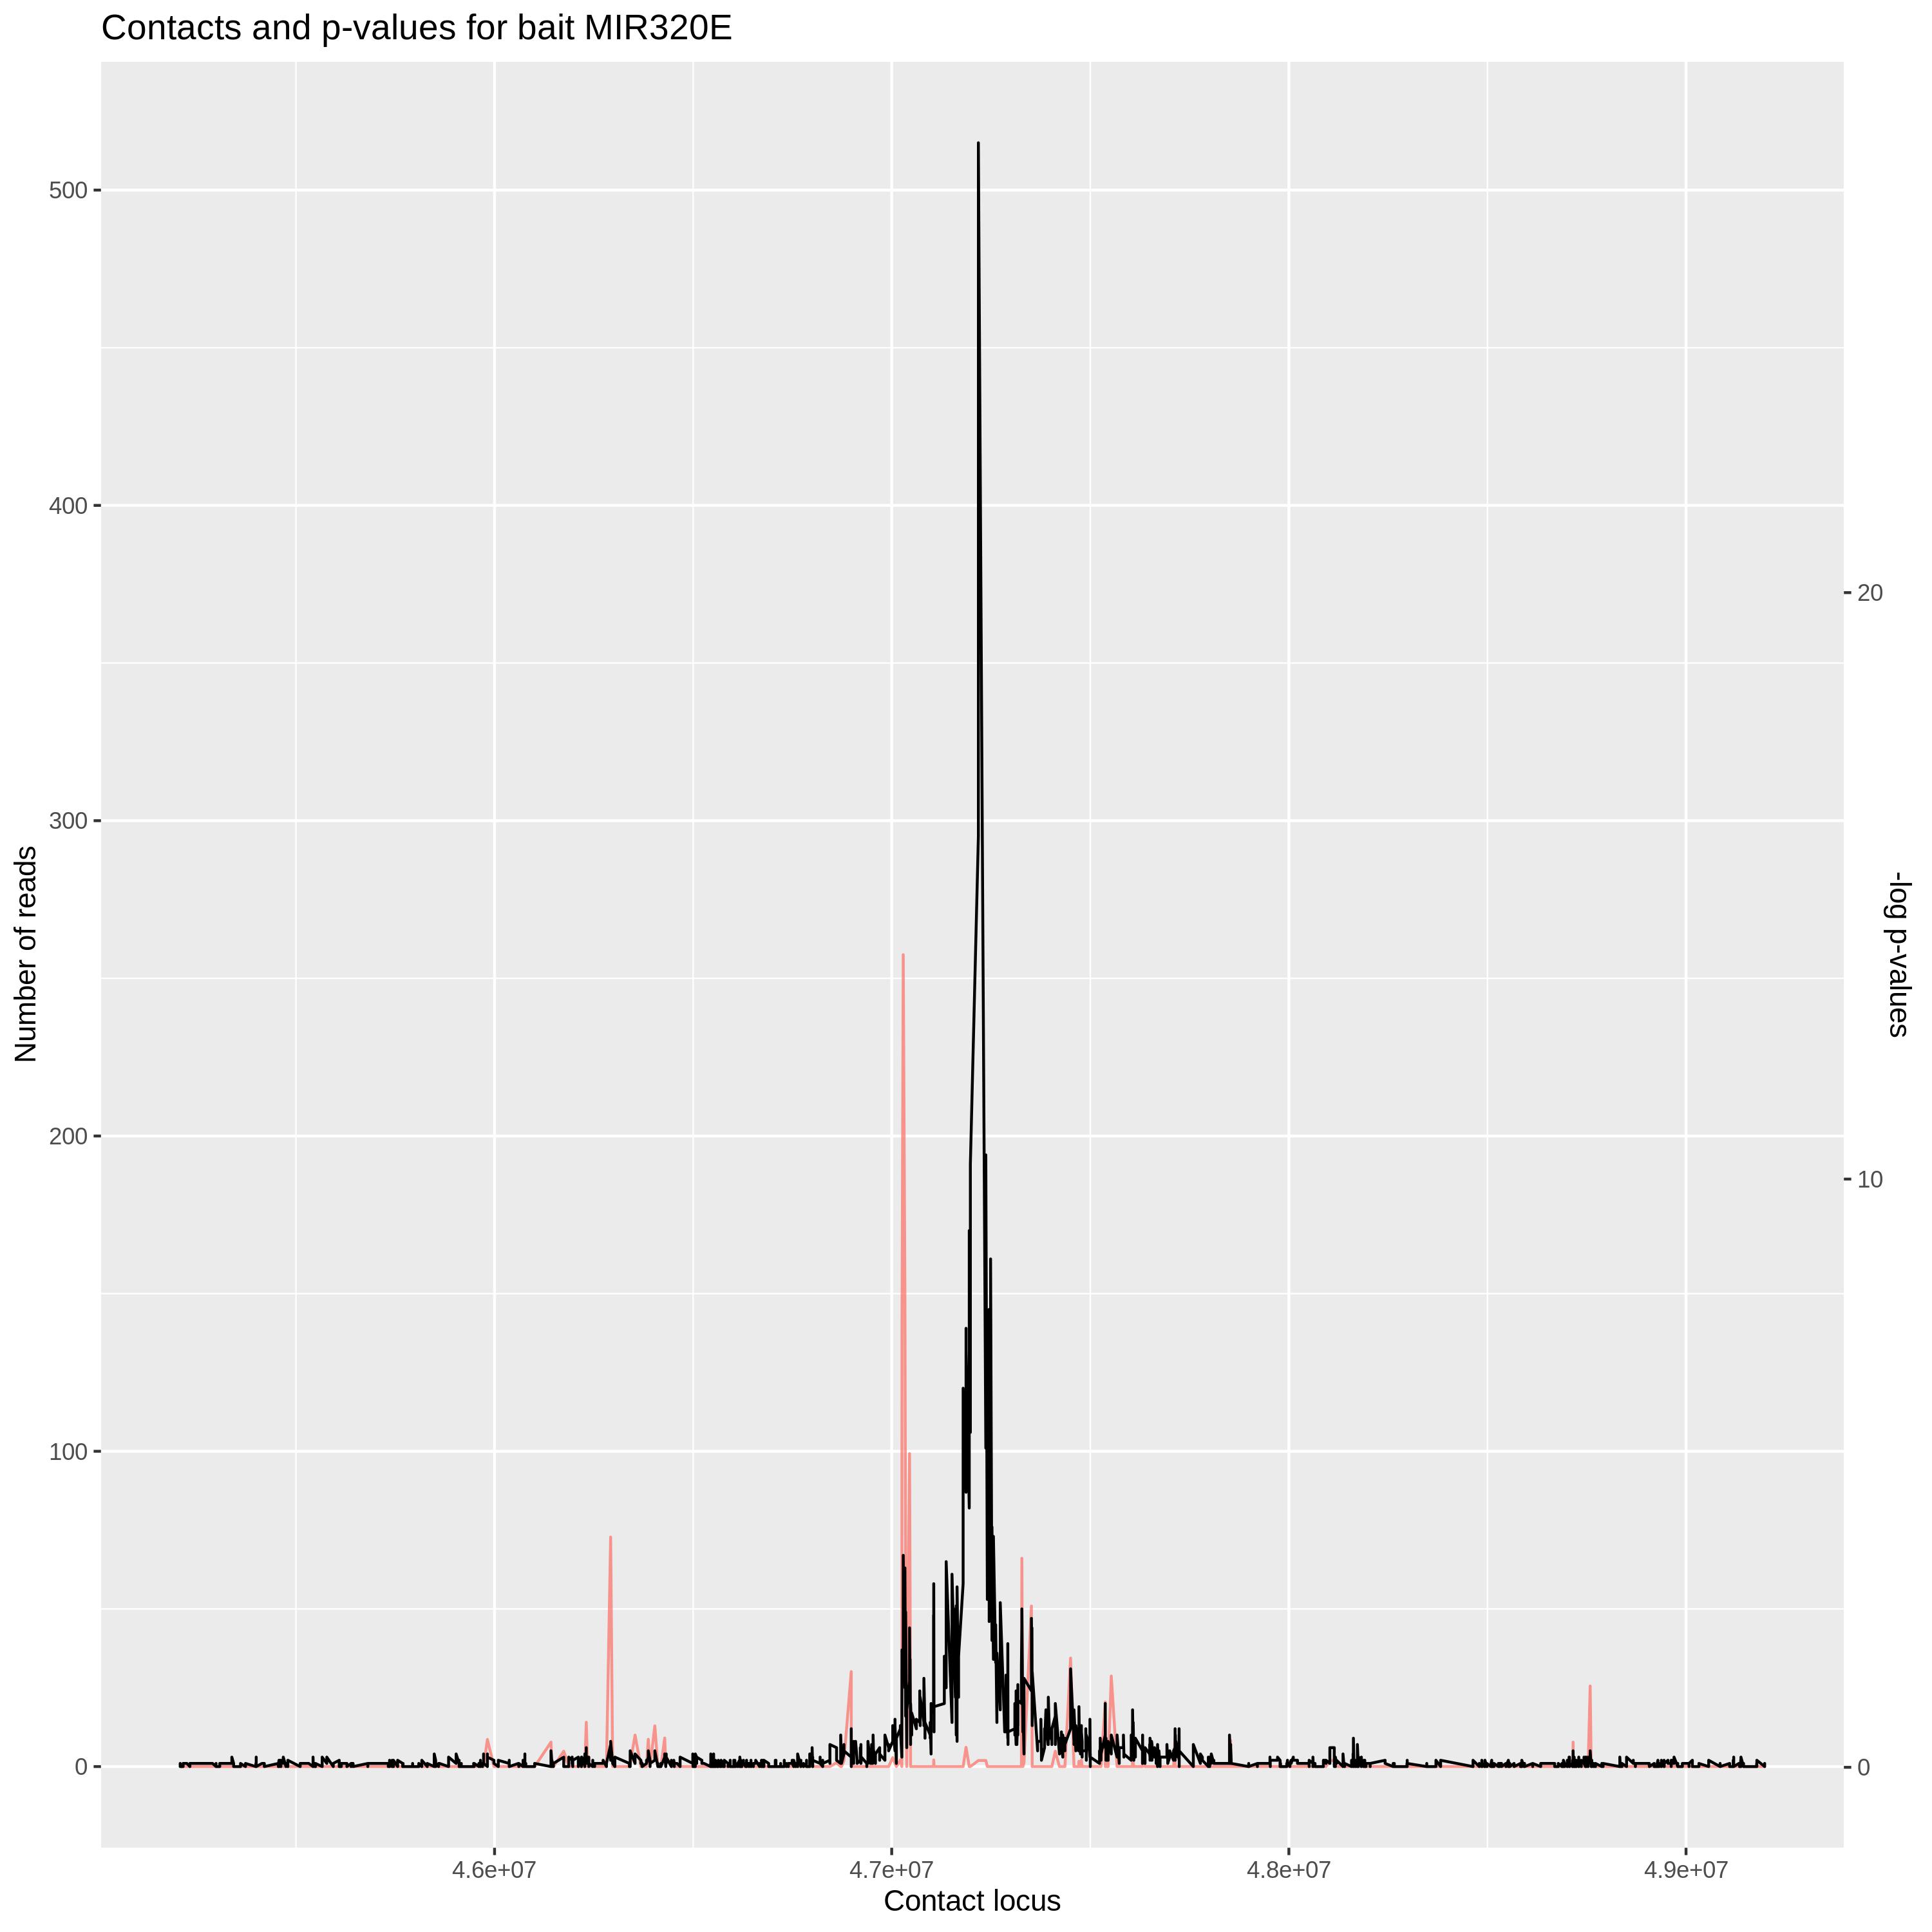 Contacts and p-values for bait MIR320E
500
400
300
200
100
0
Number of reads
20
10
0
-log p-values
4.6e+07
4.7e+07
4.8e+07
4.9e+07
Contact locus